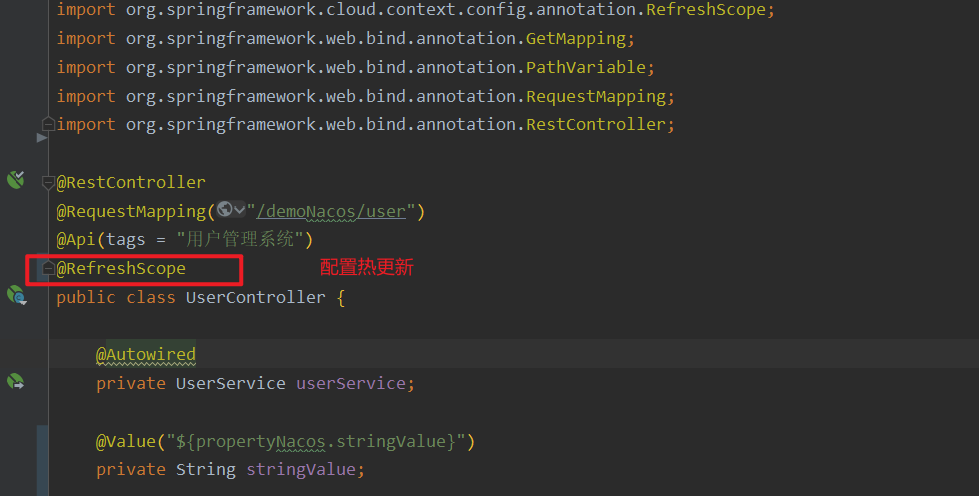 import org.springframework.cloud.context.config.annotation.RefreshScope;
import org.springframework.web.bind.annotation.GetMapping;
import org.springframework.web.bind.annotation.PathVariable;
import org.springframework.web.bind.annotation.RequestMapping;
import org.springframework.web.bind.annotation.RestController;
@RestController
@RequestMapping("/demoNacos/user")
@Api(tags = "用户管理系统")
@RefreshScope 配置热更新
public class UserController {
@Autowired
private UserService userService;
@Value("${propertyNacos.stringValue}")
private String stringValue;